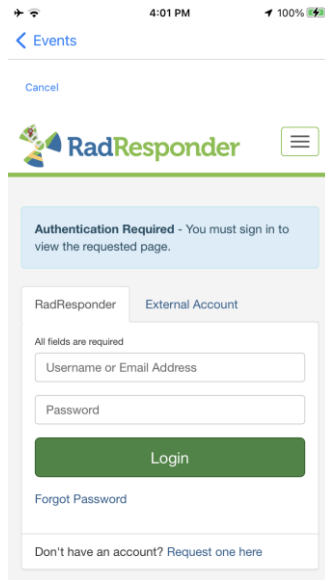 4:01 PM
100%
Events
Cancel
RadResponder
Authentication Required - You must sign in to
view the requested page.
RadResponder
External Account
All fields are required
Username or Email Address
Password
Login
Forgot Password
Don't have an account? Request one here